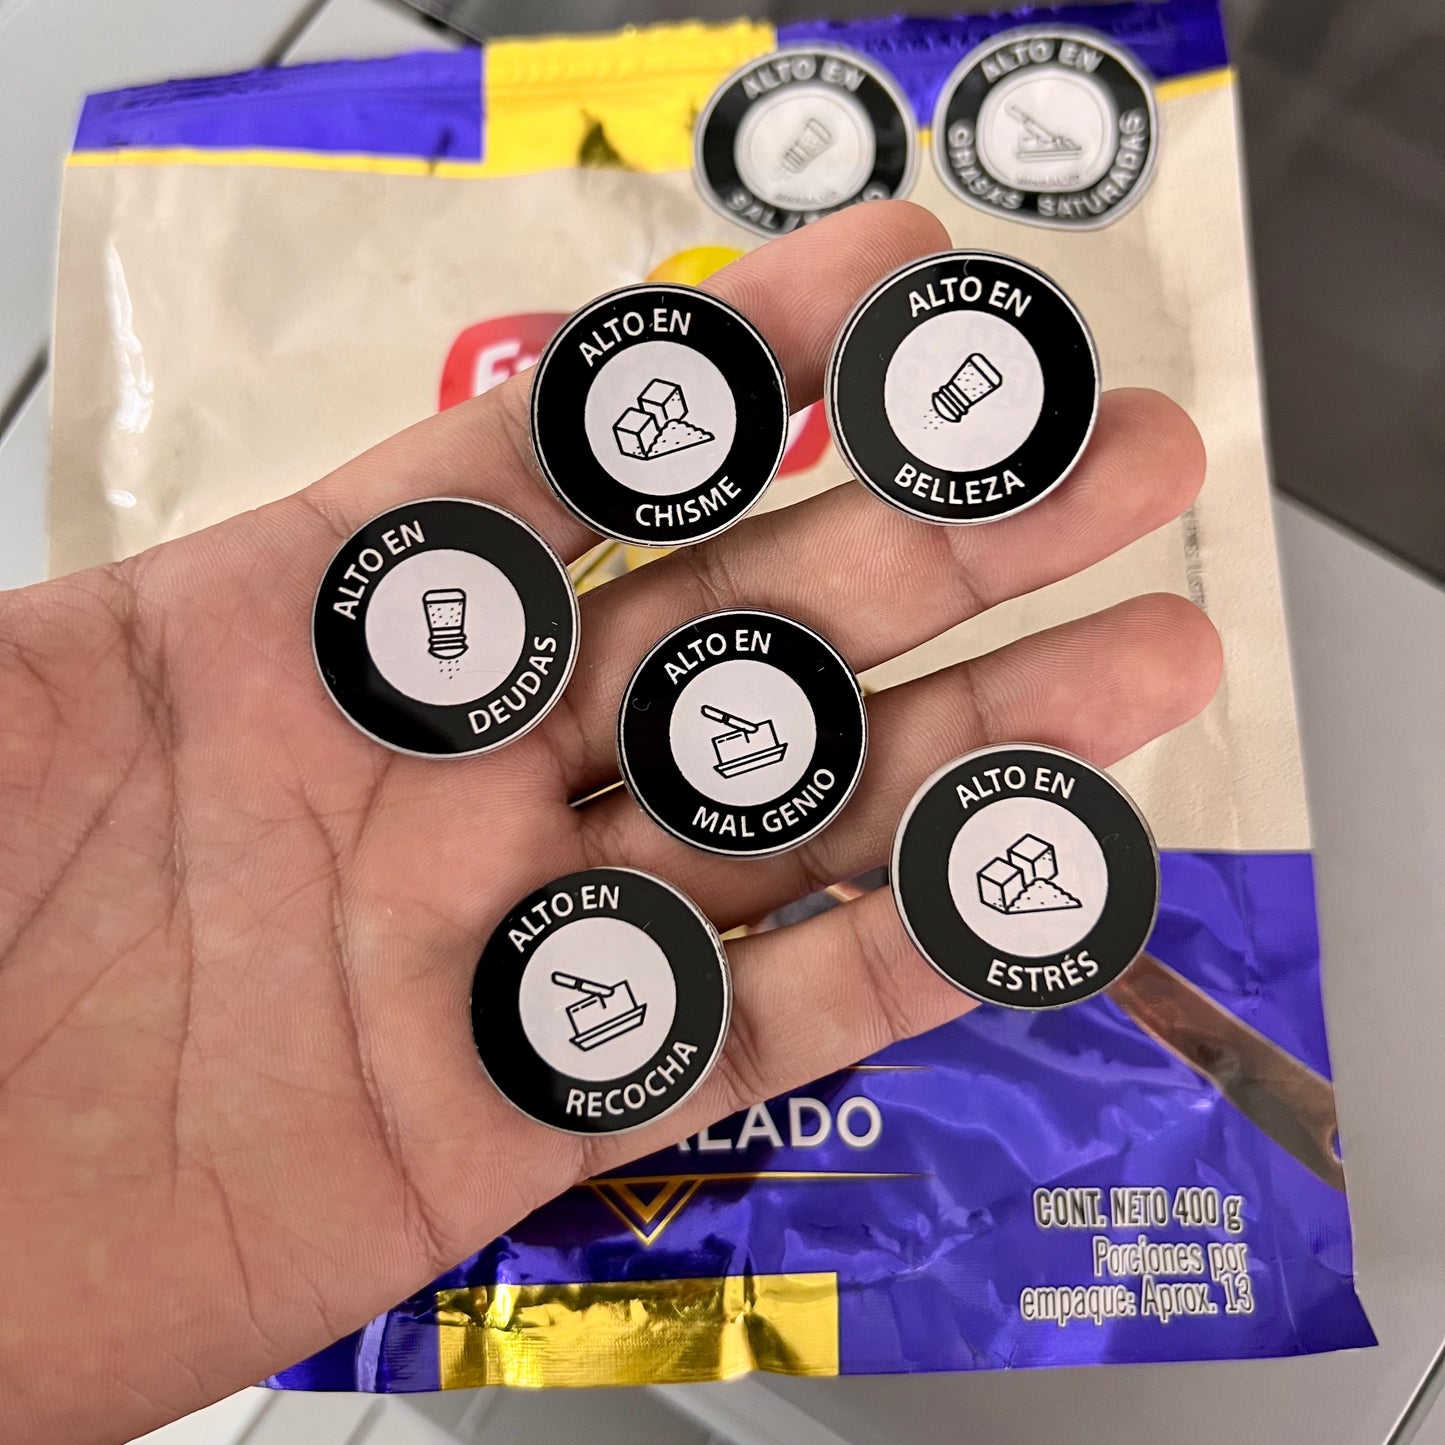 ALTO EN
ALTO EN
GRASAS SATURADAS
ALTO EN
CHISME
ALTO EN
BELLEZA
ALTO EN
DEUDAS
ALTO EN
MAL GENIO
ALTO EN
ESTRÉS
ALTO EN
RECOCHA
CONT. NETO 400 g
Porciones por
empaque: Aprox. 13